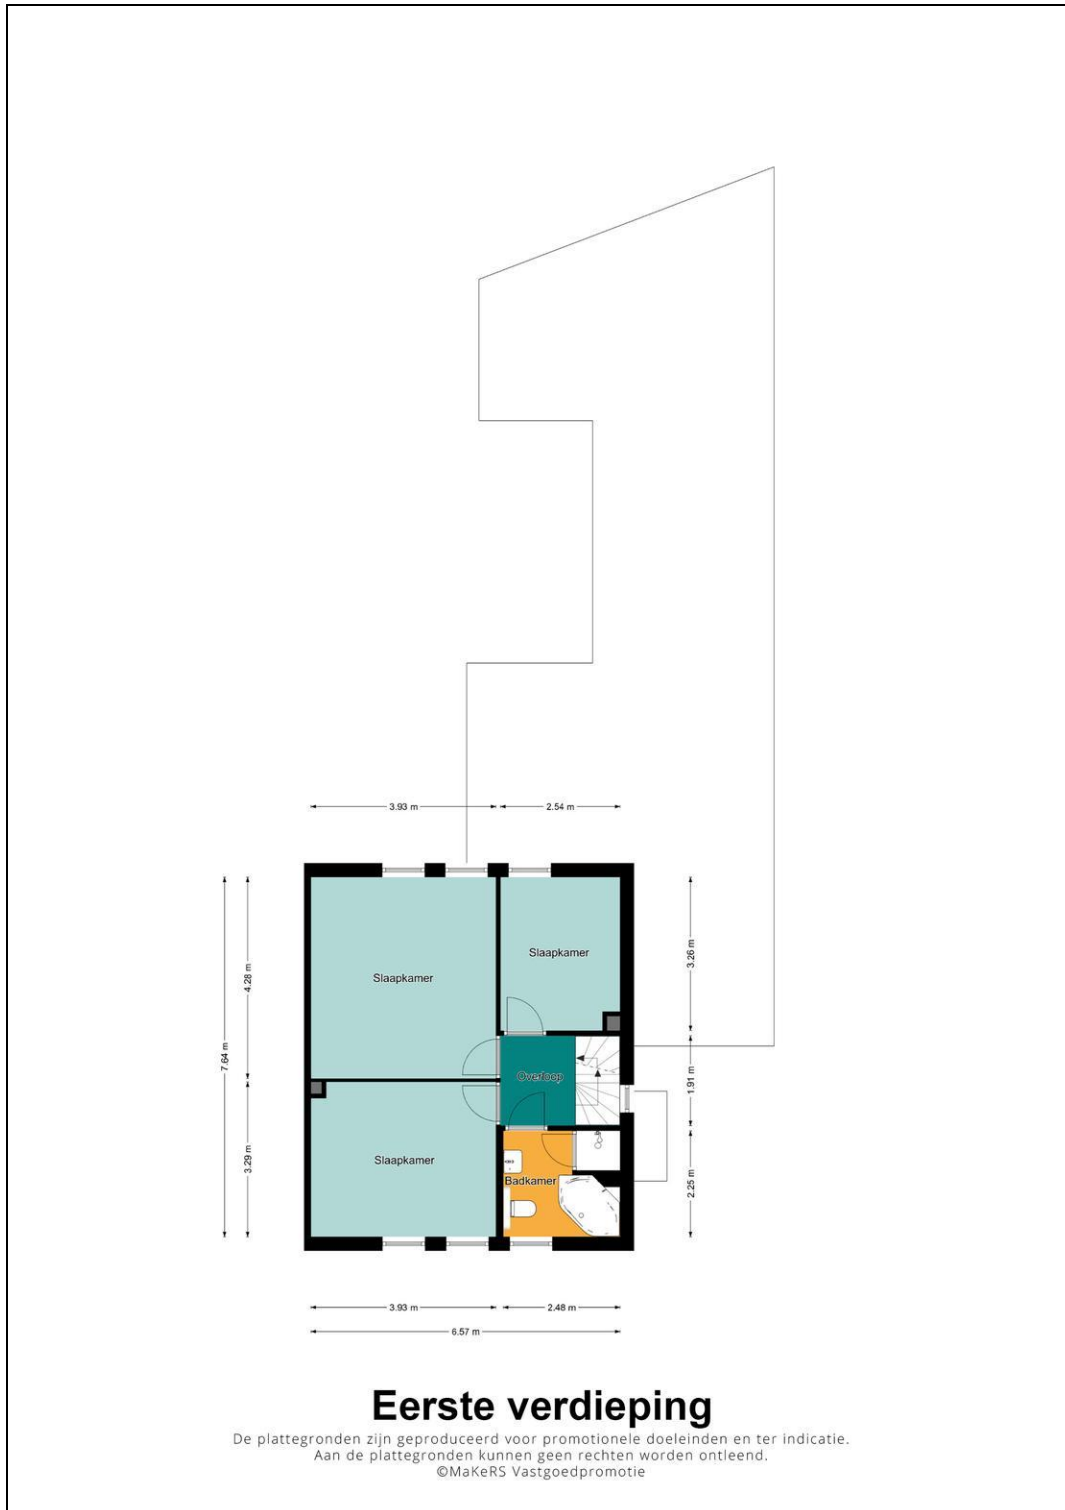 3.93 m
2.54 m
7.64 m
4.28 m
3.29 m
3.26 m
1.91 m
2.25 m
Slaapkamer
Slaapkamer
Overloop
Slaapkamer
Badkamer
3.93 m
2.48 m
6.57 m
Eerste verdieping
De plattegronden zijn geproduceerd voor promotionele doeleinden en ter indicatie.
Aan de plattegronden kunnen geen rechten worden ontleend.
©MaKeRS Vastgoedpromotie